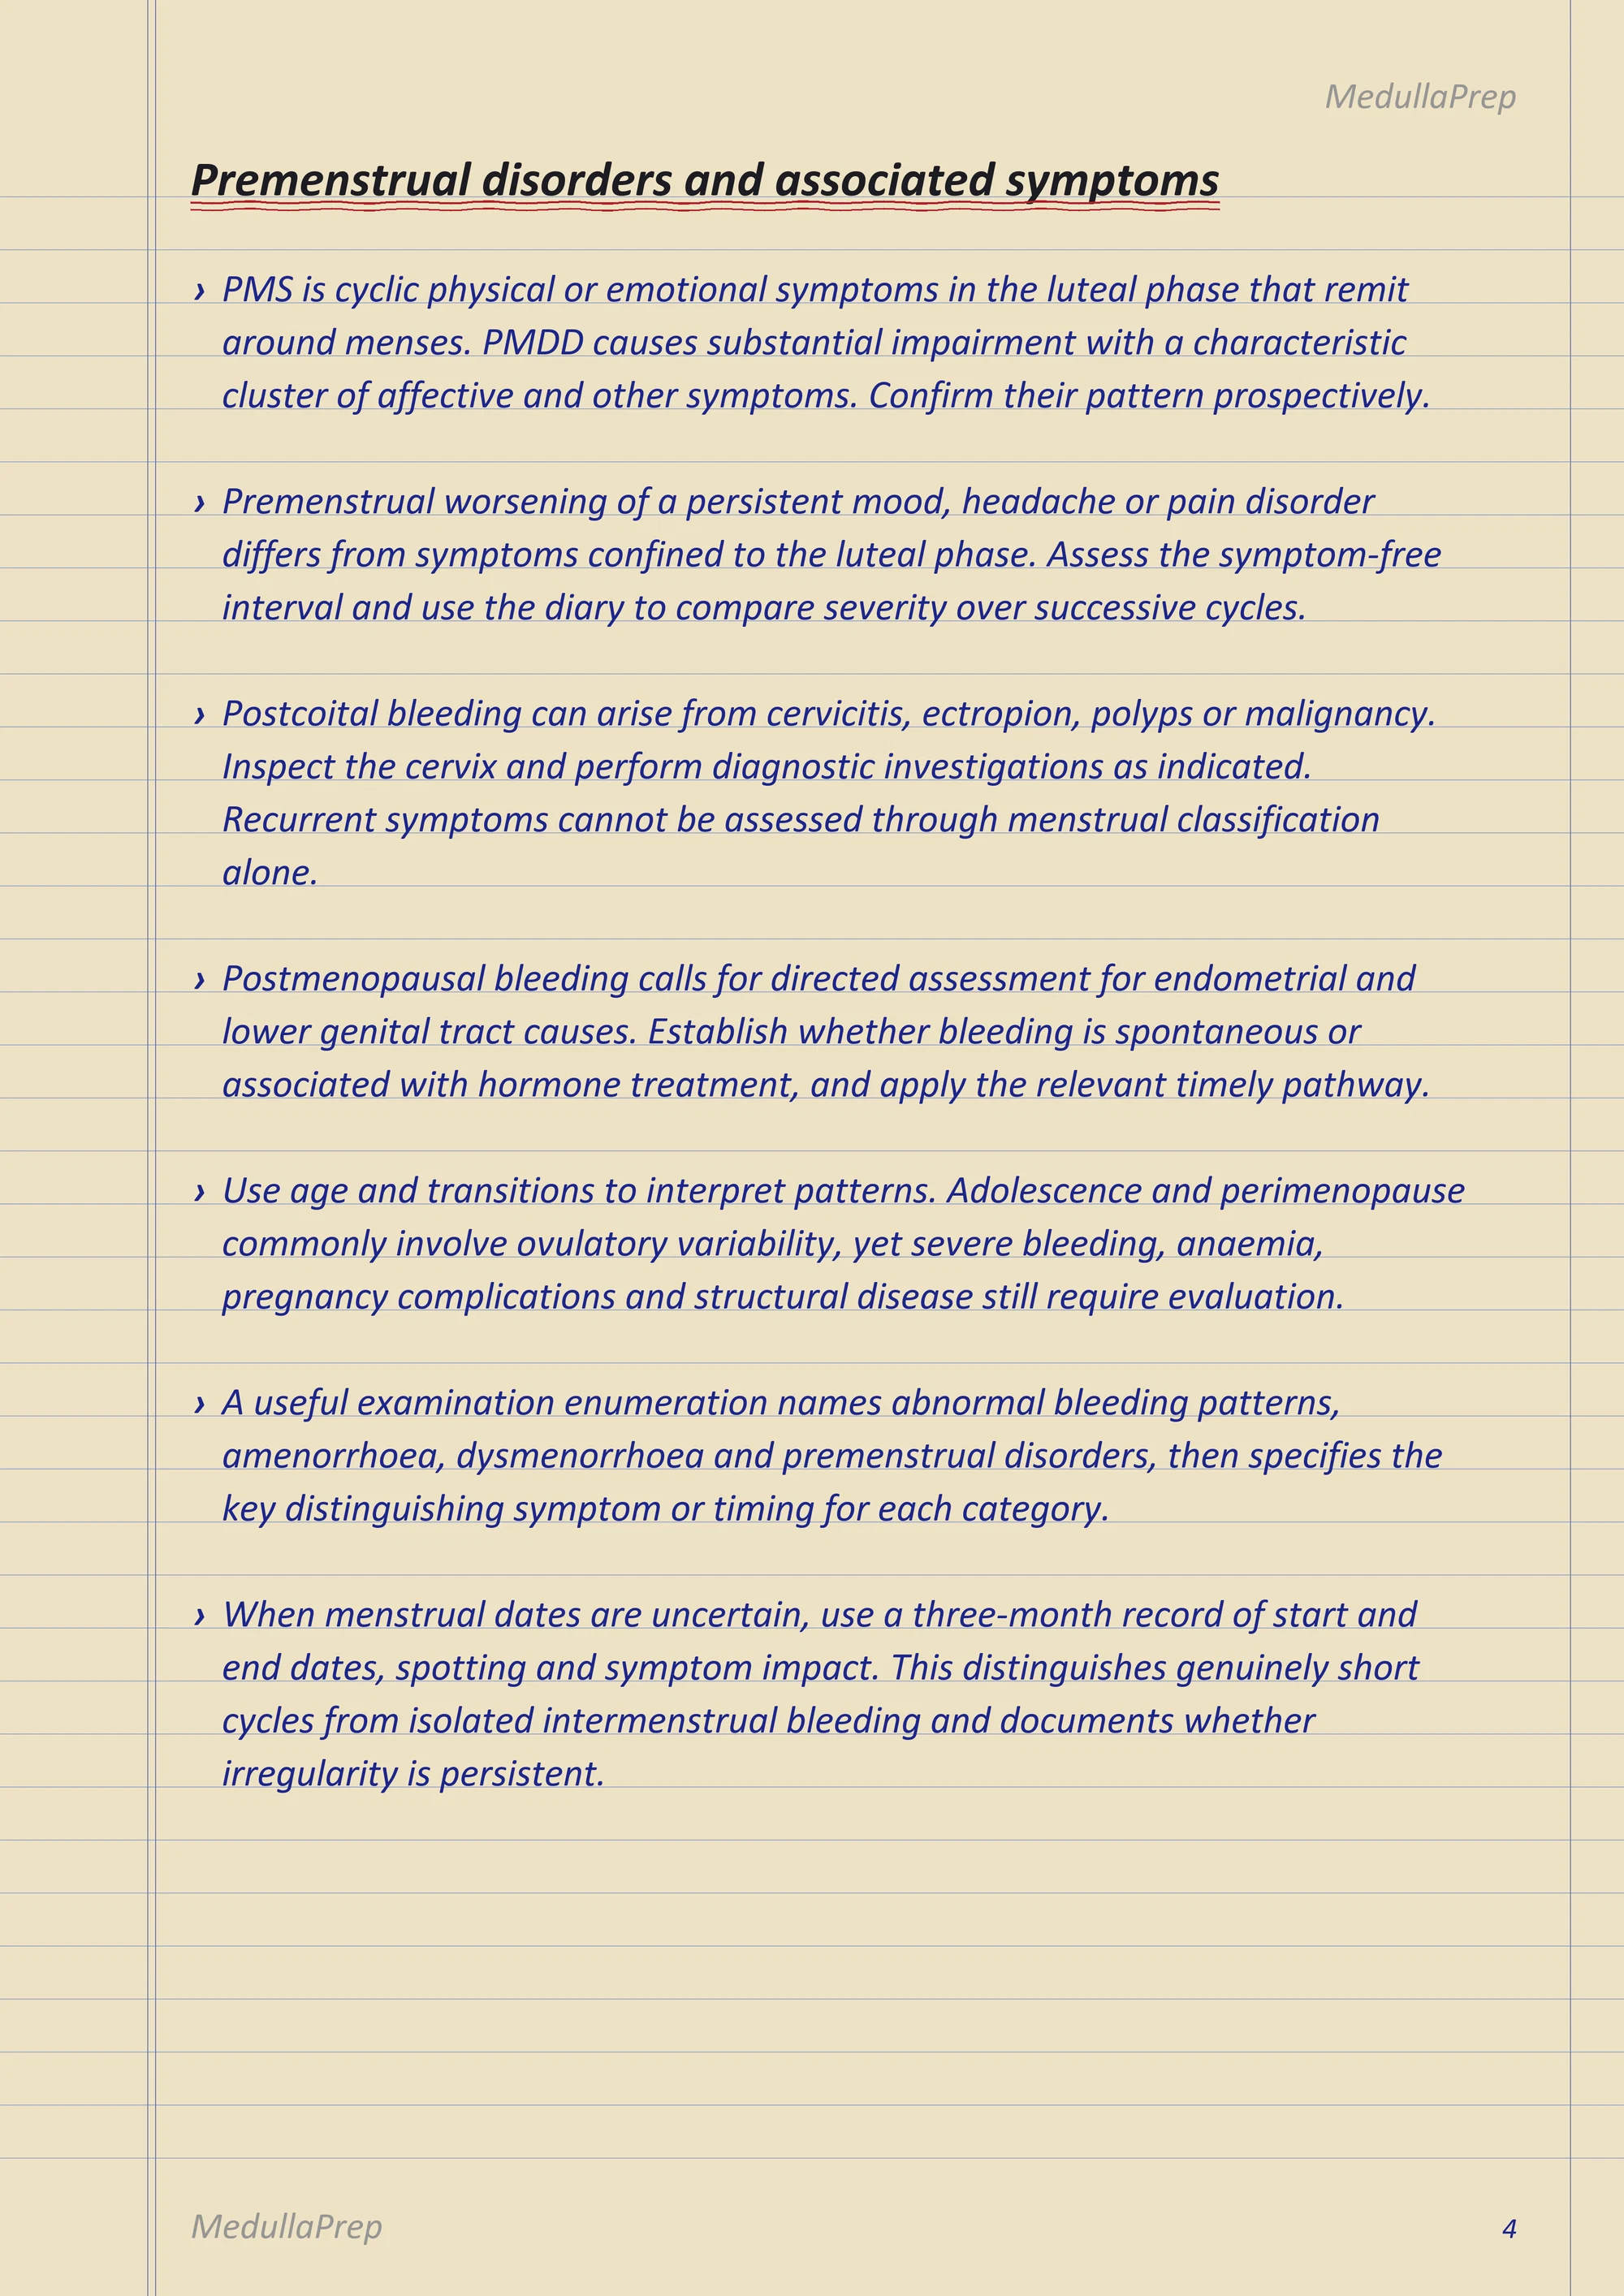 MedullaPrep
Premenstrual disorders and associated symptoms
› PMS is cyclic physical or emotional symptoms in the luteal phase that remit
around menses. PMDD causes substantial impairment with a characteristic
cluster of affective and other symptoms. Confirm their pattern prospectively.
› Premenstrual worsening of a persistent mood, headache or pain disorder
differs from symptoms confined to the luteal phase. Assess the symptom-free
interval and use the diary to compare severity over successive cycles.
› Postcoital bleeding can arise from cervicitis, ectropion, polyps or malignancy.
Inspect the cervix and perform diagnostic investigations as indicated.
Recurrent symptoms cannot be assessed through menstrual classification
alone.
› Postmenopausal bleeding calls for directed assessment for endometrial and
lower genital tract causes. Establish whether bleeding is spontaneous or
associated with hormone treatment, and apply the relevant timely pathway.
› Use age and transitions to interpret patterns. Adolescence and perimenopause
commonly involve ovulatory variability, yet severe bleeding, anaemia,
pregnancy complications and structural disease still require evaluation.
› A useful examination enumeration names abnormal bleeding patterns,
amenorrhoea, dysmenorrhoea and premenstrual disorders, then specifies the
key distinguishing symptom or timing for each category.
› When menstrual dates are uncertain, use a three-month record of start and
end dates, spotting and symptom impact. This distinguishes genuinely short
cycles from isolated intermenstrual bleeding and documents whether
irregularity is persistent.
MedullaPrep
4